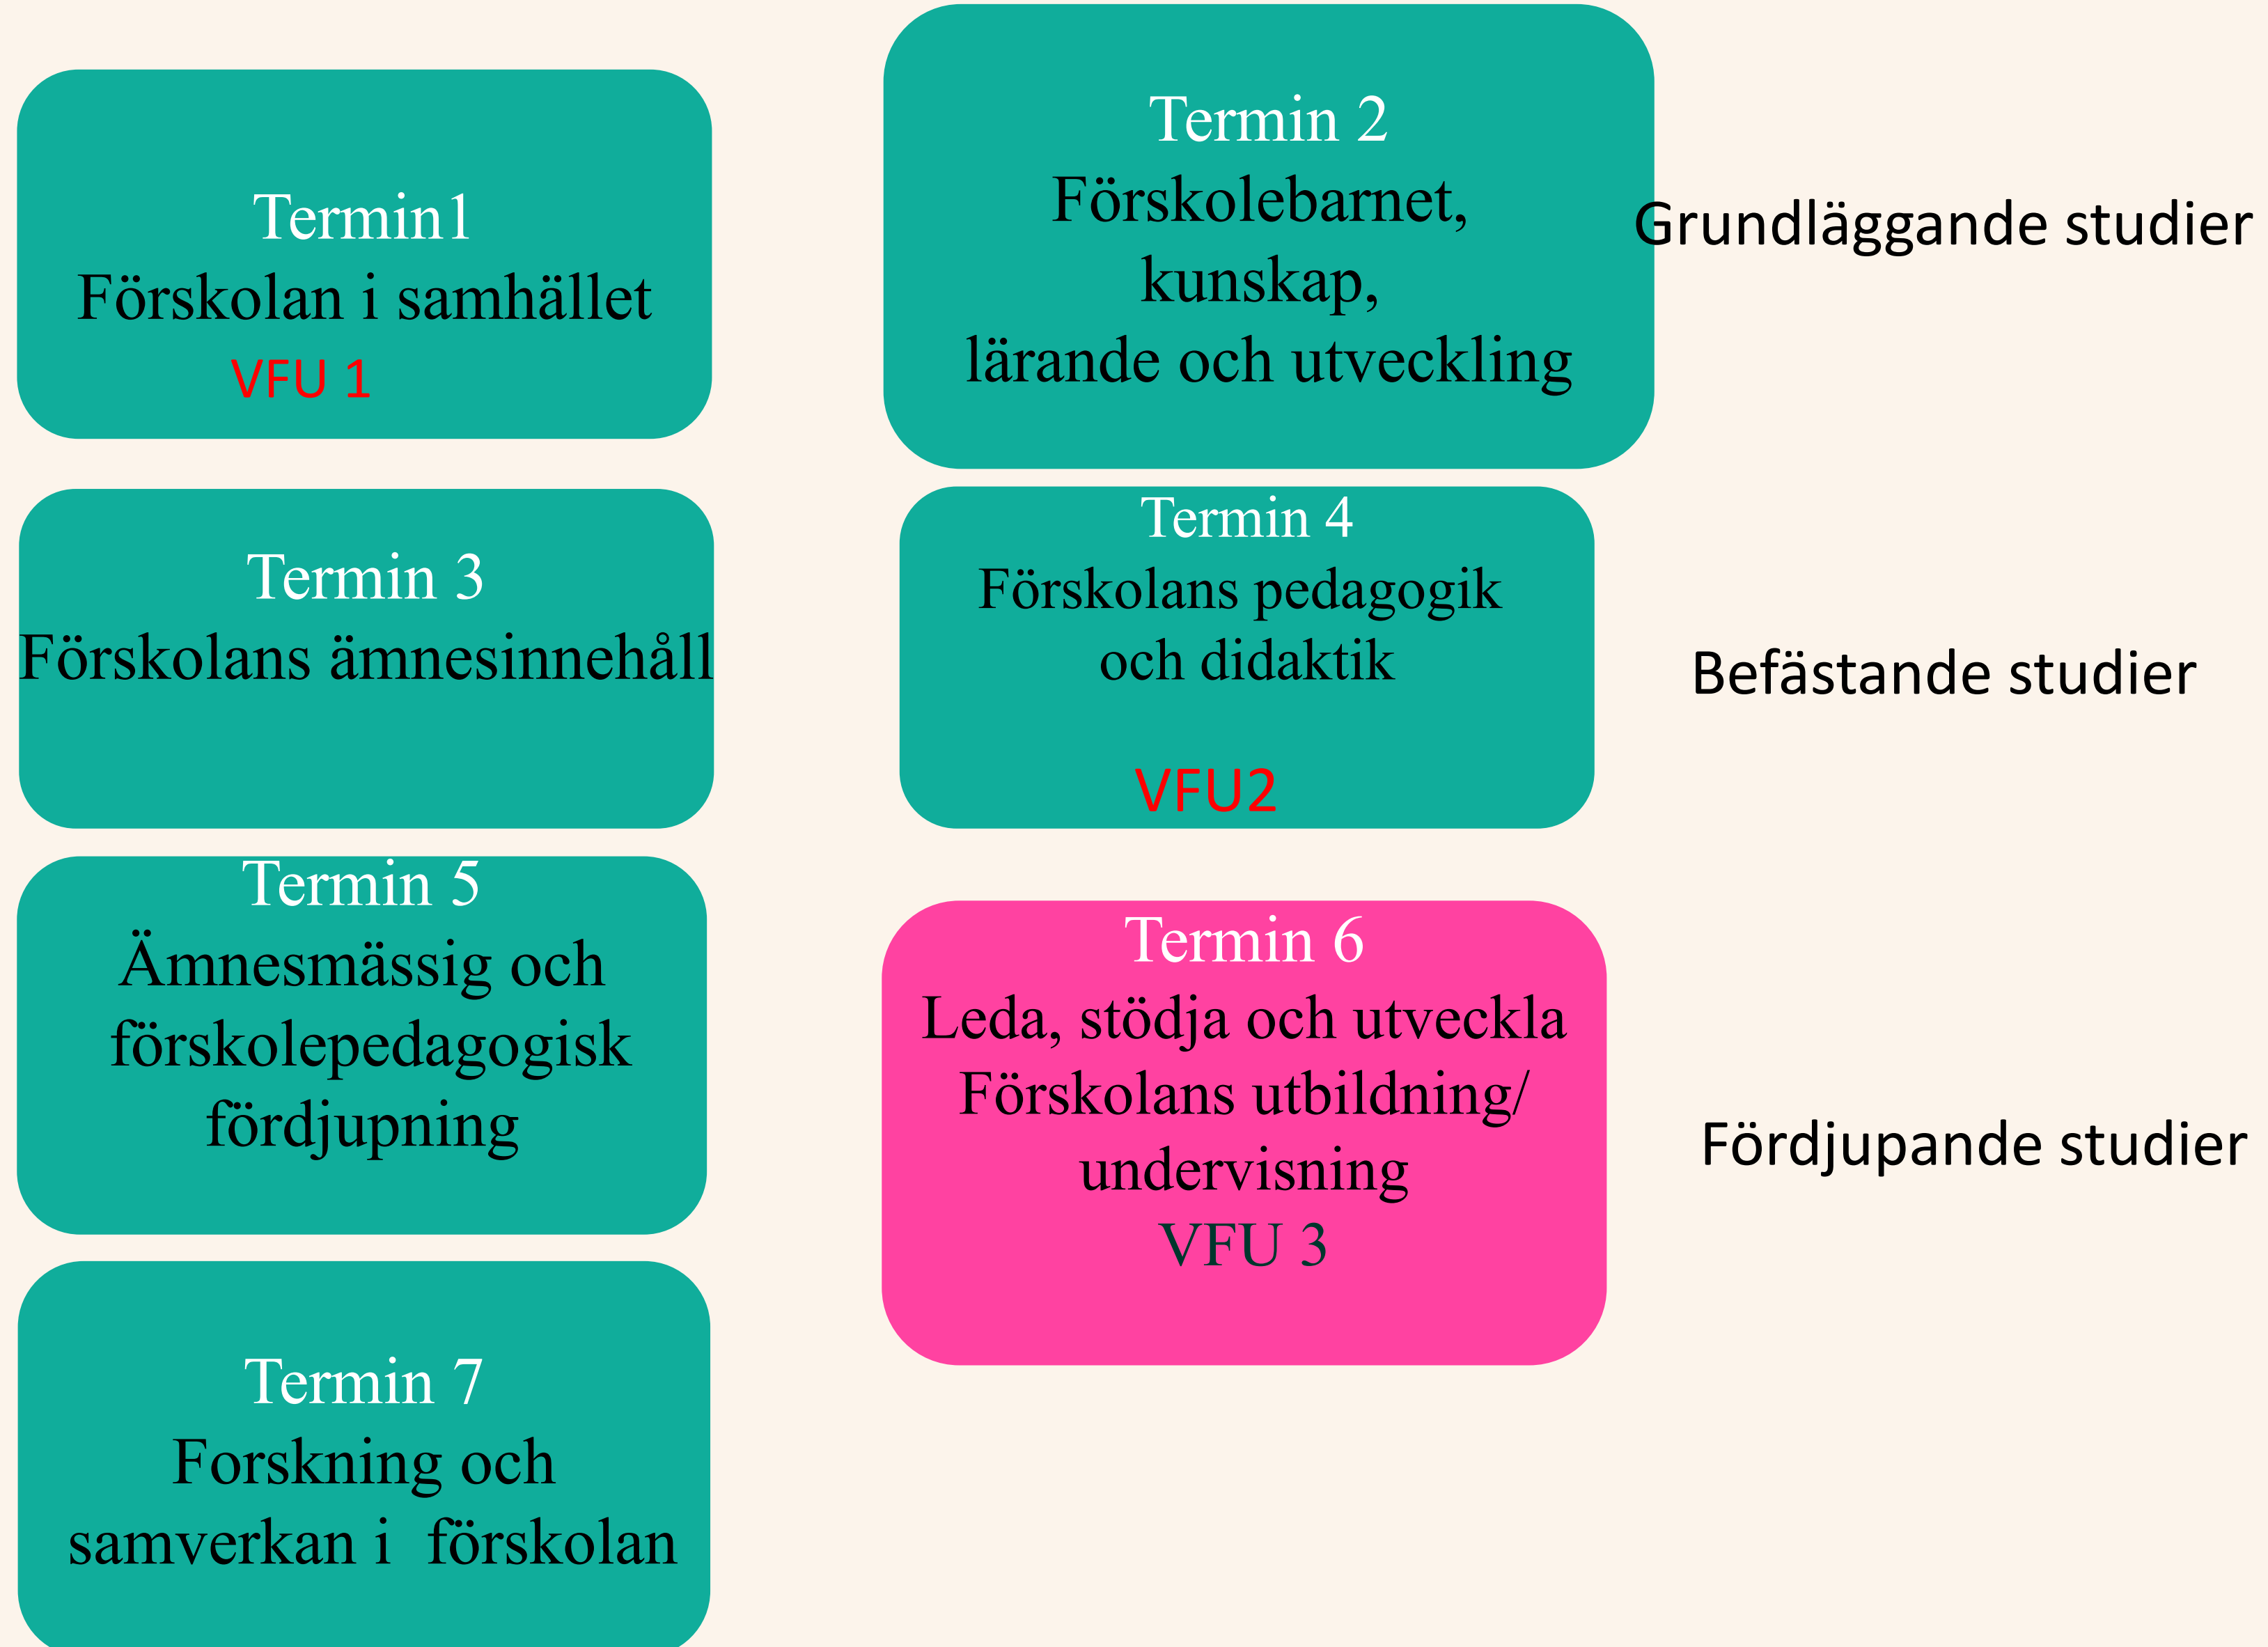 Termin1
Förskolan i samhället
VFU 1
Termin 2
Förskolebarnet,
kunskap,
lärande och utveckling
Grundläggande studier
Termin 3
Förskolans ämnesinnehåll
Termin 4
Förskolans pedagogik
och didaktik
VFU2
Befästande studier
Termin 5
Ämnesmässig och
förskolepedagogisk
fördjupning
Termin 6
Leda, stödja och utveckla
Förskolans utbildning/
undervisning
VFU 3
Fördjupande studier
Termin 7
Forskning och
samverkan i förskolan